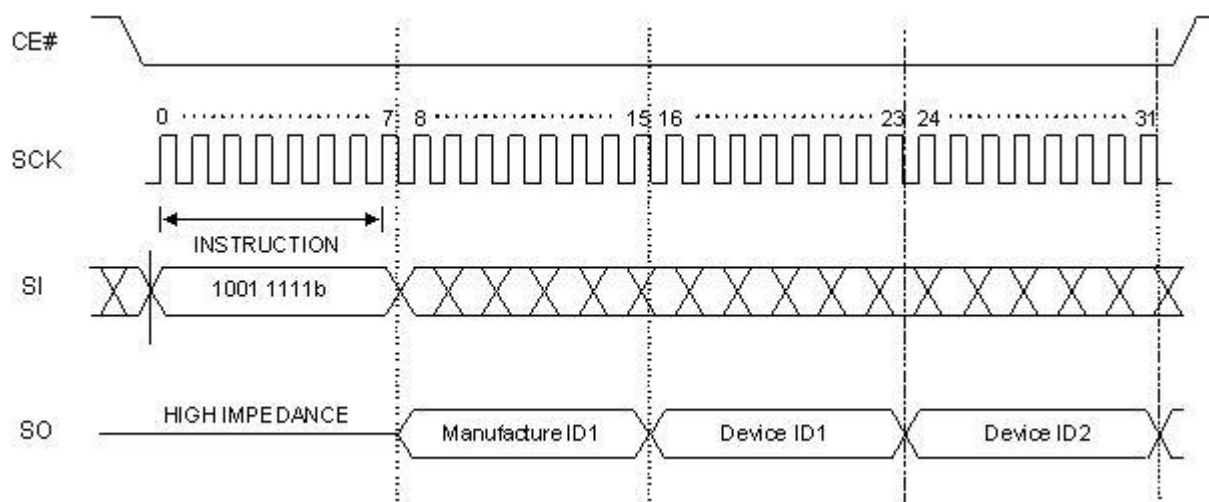 CE#
0 7 8 15 16 23 24 31
SCK
INSTRUCTION
SI 1001 1111b
HIGH IMPEDANCE
SO Manufacture ID1 Device ID1 Device ID2